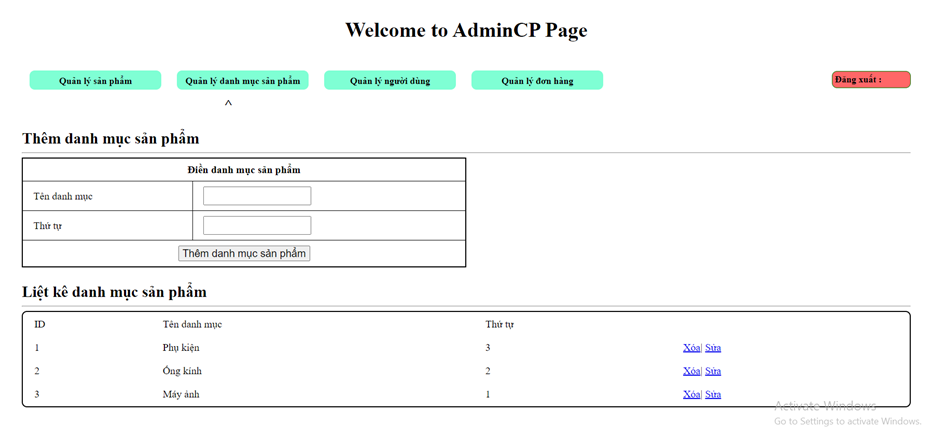 Welcome to AdminCP Page
Quản lý sản phẩm Quản lý danh mục sản phẩm Quản lý người dùng Quản lý đơn hàng Đăng xuất :
^
Thêm danh mục sản phẩm
Điền danh mục sản phẩm
Tên danh mục
Thứ tự
Thêm danh mục sản phẩm
Liệt kê danh mục sản phẩm
ID Tên danh mục Thứ tự
1 Phụ kiện 3 Xóa| Sửa
2 Ống kính 2 Xóa| Sửa
3 Máy ảnh 1 Xóa| Sửa
Activate Windows
Go to Settings to activate Windows.